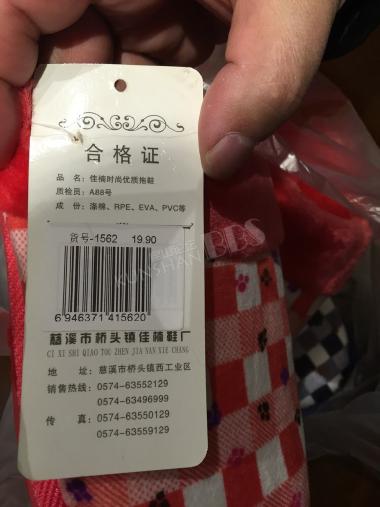 合格证
品 名：佳楠时尚优质拖鞋
质检员：A88号
成 份：涤棉、RPE、EVA、PVC等
货号-1562 19.90
6 946371 415620
慈溪市桥头镇佳楠鞋厂
CI XI SHI QIAO TOU ZHEN JIA NAN XIE CHANG
地 址：慈溪市桥头镇西工业区
销售热线：0574-63552129
0574-63496999
传 真：0574-63550129
0574-63559129
KUNSHAN BBS